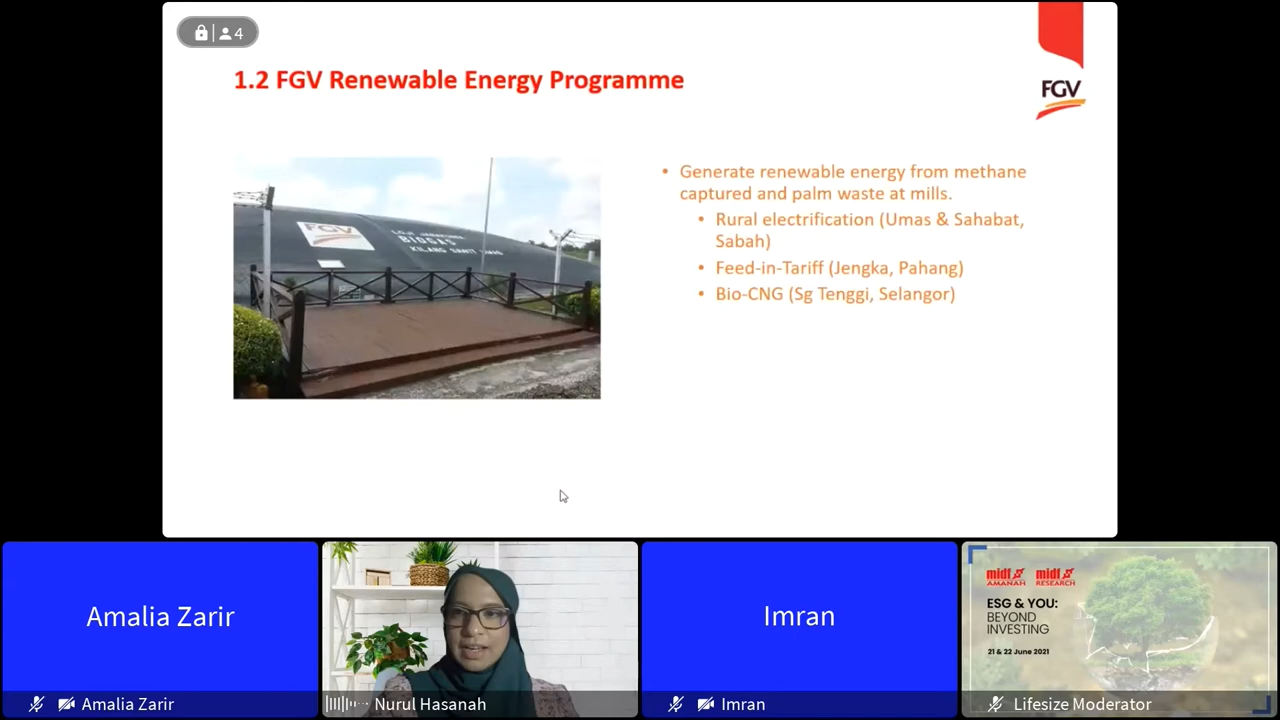 4
1.2 FGV Renewable Energy Programme
FGV
FGV
BIOGAS
KILANG SAWIT UMAS
• Generate renewable energy from methane
captured and palm waste at mills.
• Rural electrification (Umas & Sahabat,
Sabah)
• Feed-in-Tariff (Jengka, Pahang)
• Bio-CNG (Sg Tenggi, Selangor)
Amalia Zarir
Imran
midf midf
AMANAH RESEARCH
ESG & YOU:
BEYOND
INVESTING
21 & 22 June 2021
Amalia Zarir
Nurul Hasanah
Imran
Lifesize Moderator